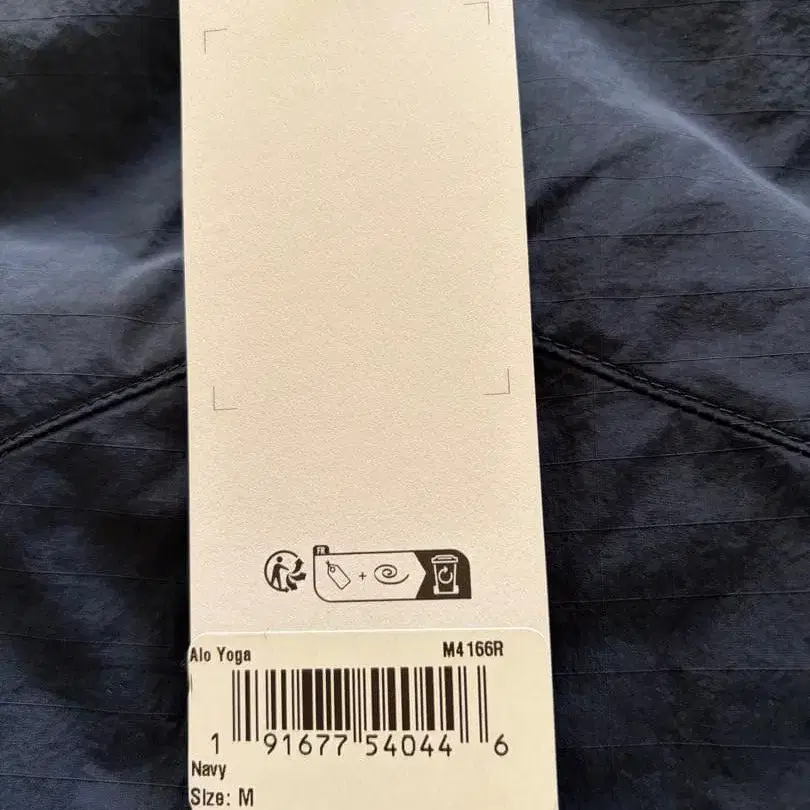 FR
Alo Yoga M4166R
1 91677 54044 6
Navy
Size: M